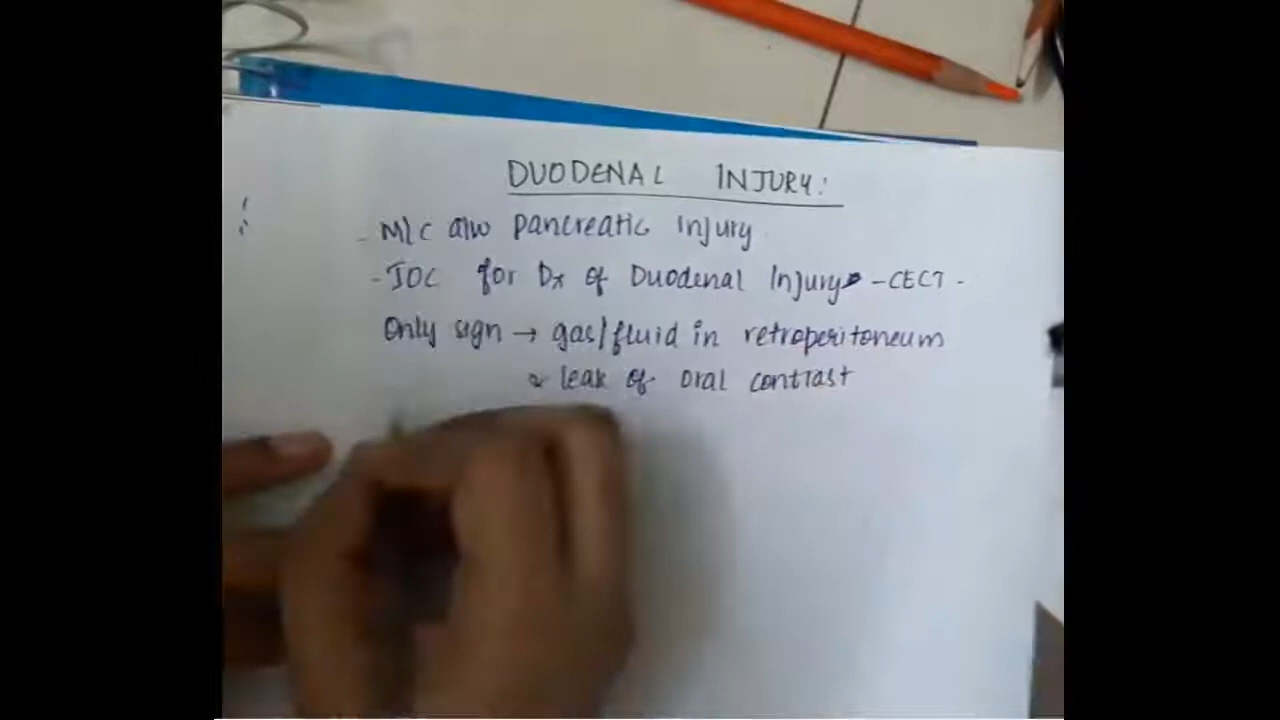 DUODENAL INJURY:
- M/C a/w pancreatic injury
- IOC for Dx of Duodenal Injury - CECT -
Only sign → gas/fluid in retroperitoneum
& leak of oral contrast